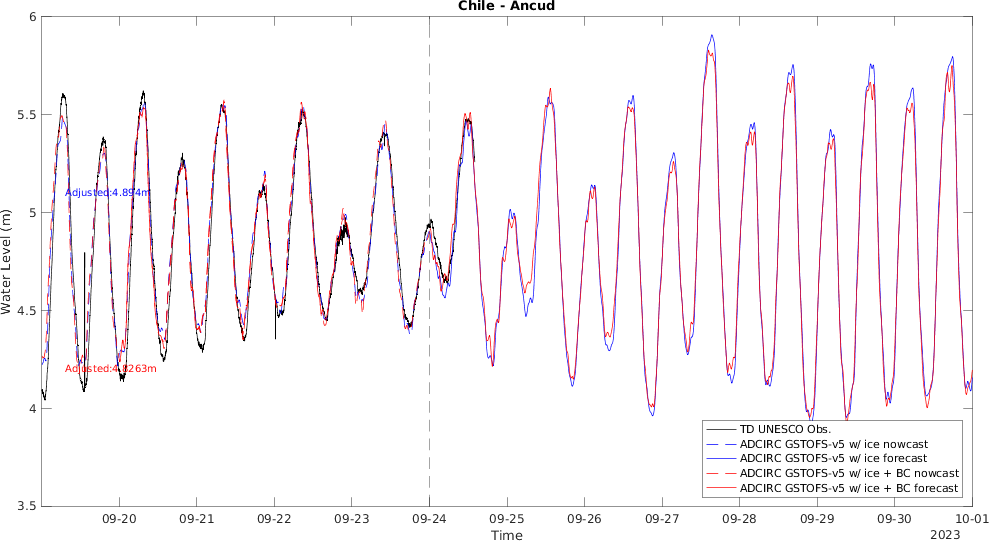 Chile - Ancud
6
5.5
5
4.5
4
3.5
Water Level (m)
Adjusted:4.894m
Adjusted:4.8263m
TD UNESCO Obs.
ADCIRC GSTOFS-v5 w/ ice nowcast
ADCIRC GSTOFS-v5 w/ ice forecast
ADCIRC GSTOFS-v5 w/ ice + BC nowcast
ADCIRC GSTOFS-v5 w/ ice + BC forecast
09-20 09-21 09-22 09-23 09-24 09-25 09-26 09-27 09-28 09-29 09-30 10-01
2023
Time